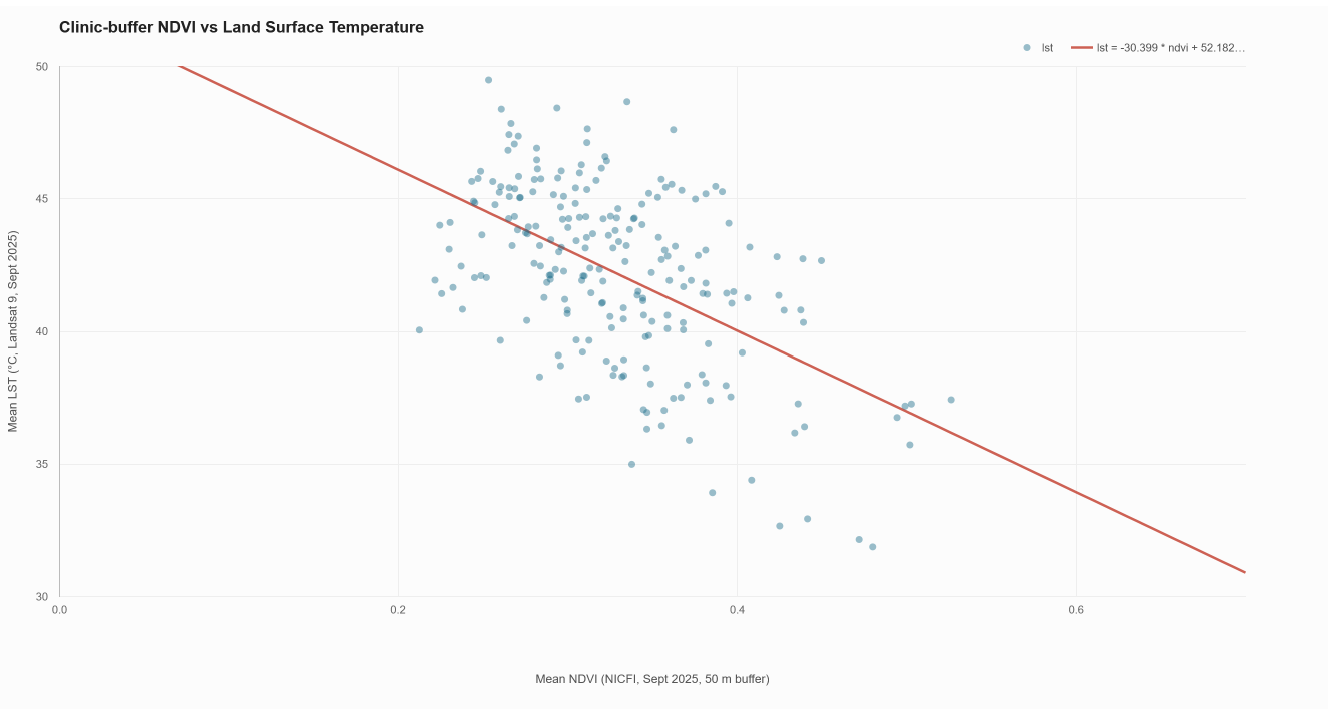 Clinic-buffer NDVI vs Land Surface Temperature
lst
lst = -30.399 * ndvi + 52.182…
50
45
40
35
30
Mean LST (°C, Landsat 9, Sept 2025)
0.0
0.2
0.4
0.6
Mean NDVI (NICFI, Sept 2025, 50 m buffer)